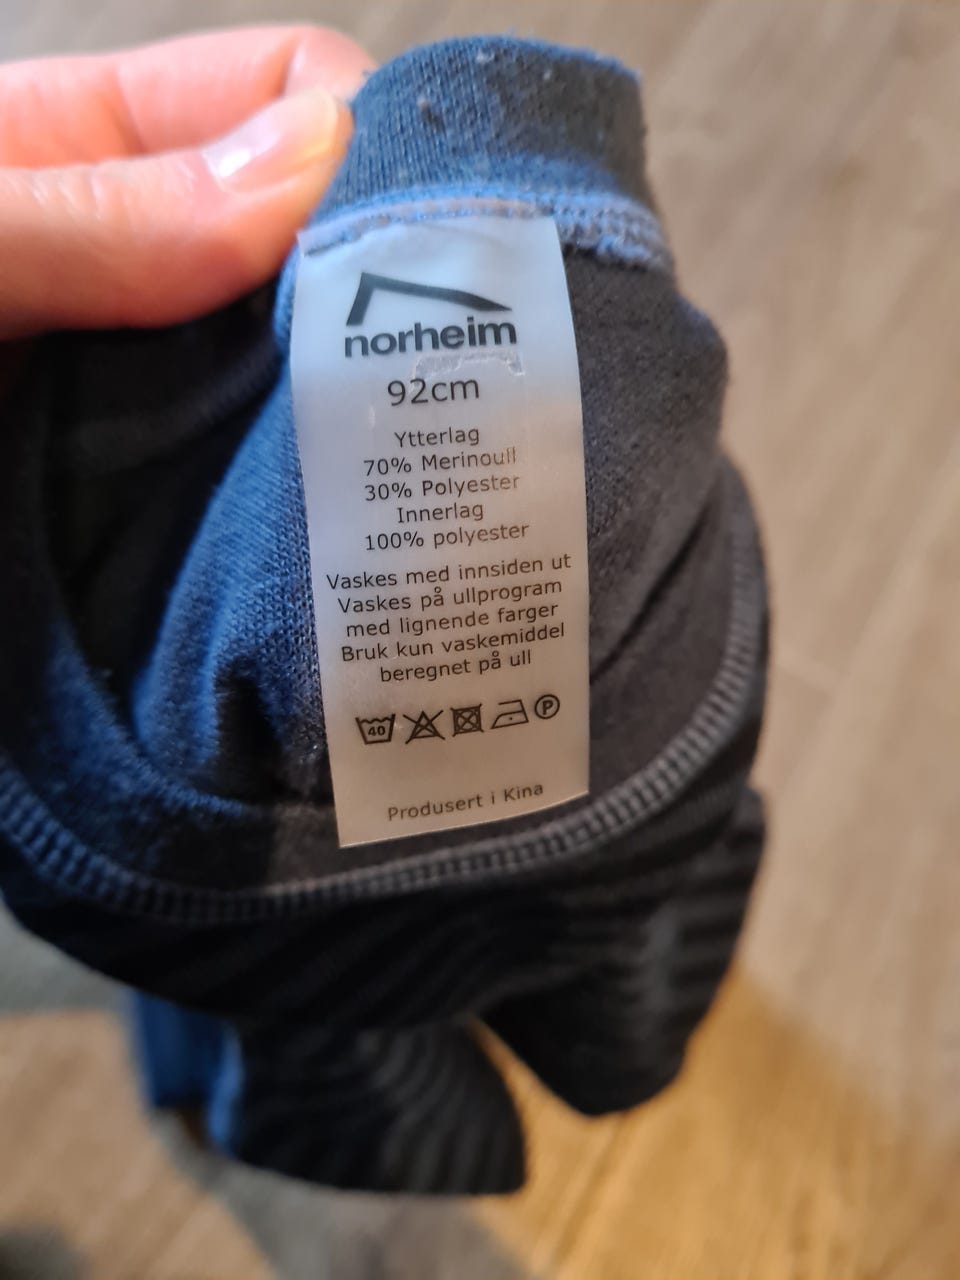 norheim
92cm
Ytterlag
70% Merinoull
30% Polyester
Innerlag
100% polyester
Vaskes med innsiden ut
Vaskes på ullprogram
med lignende farger
Bruk kun vaskemiddel
beregnet på ull
40 P
Produsert i Kina